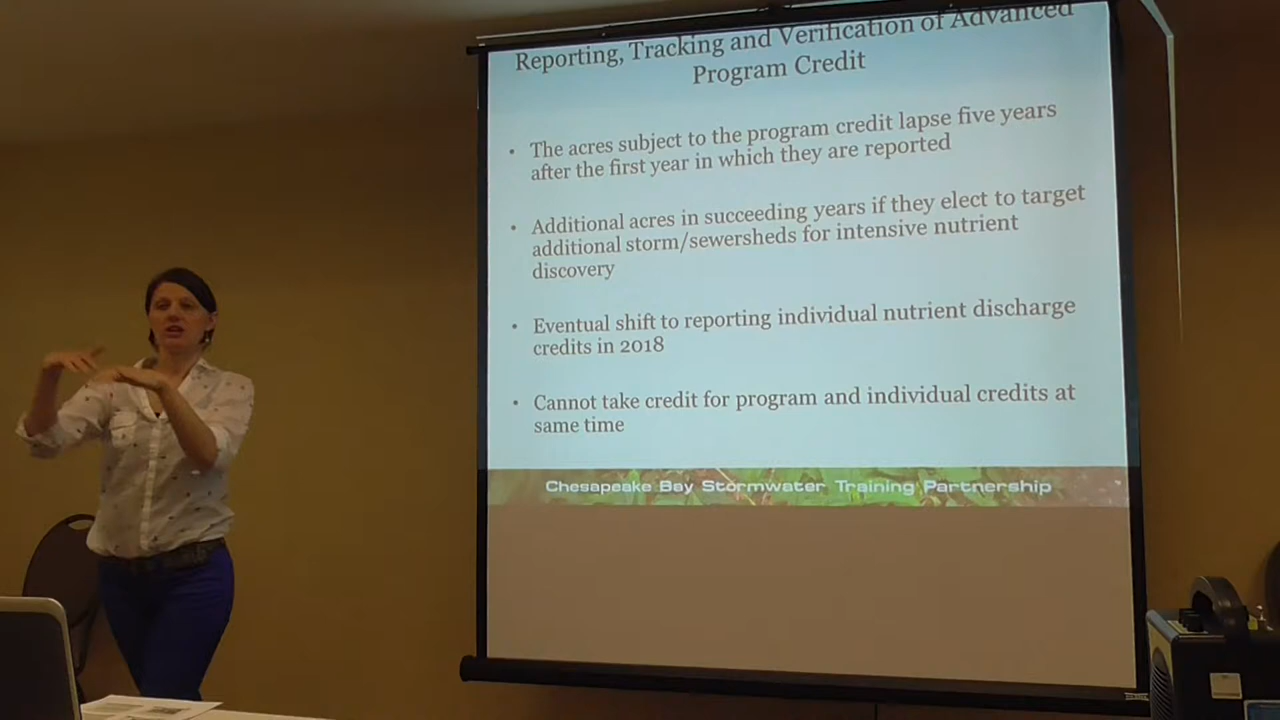 Reporting, Tracking and Verification of Advanced
Program Credit
• The acres subject to the program credit lapse five years
after the first year in which they are reported
• Additional acres in succeeding years if they elect to target
additional storm/sewersheds for intensive nutrient
discovery
• Eventual shift to reporting individual nutrient discharge
credits in 2018
• Cannot take credit for program and individual credits at
same time
Chesapeake Bay Stormwater Training Partnership